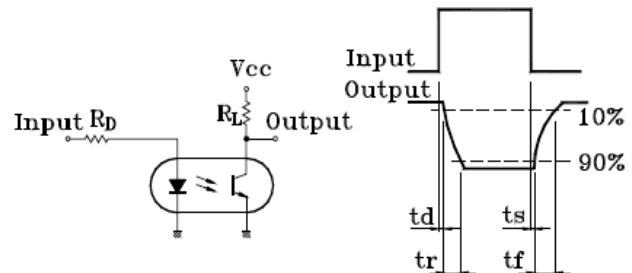 Vcc
Input RD
RL
Output
Input
Output
10%
90%
td
ts
tr
tf